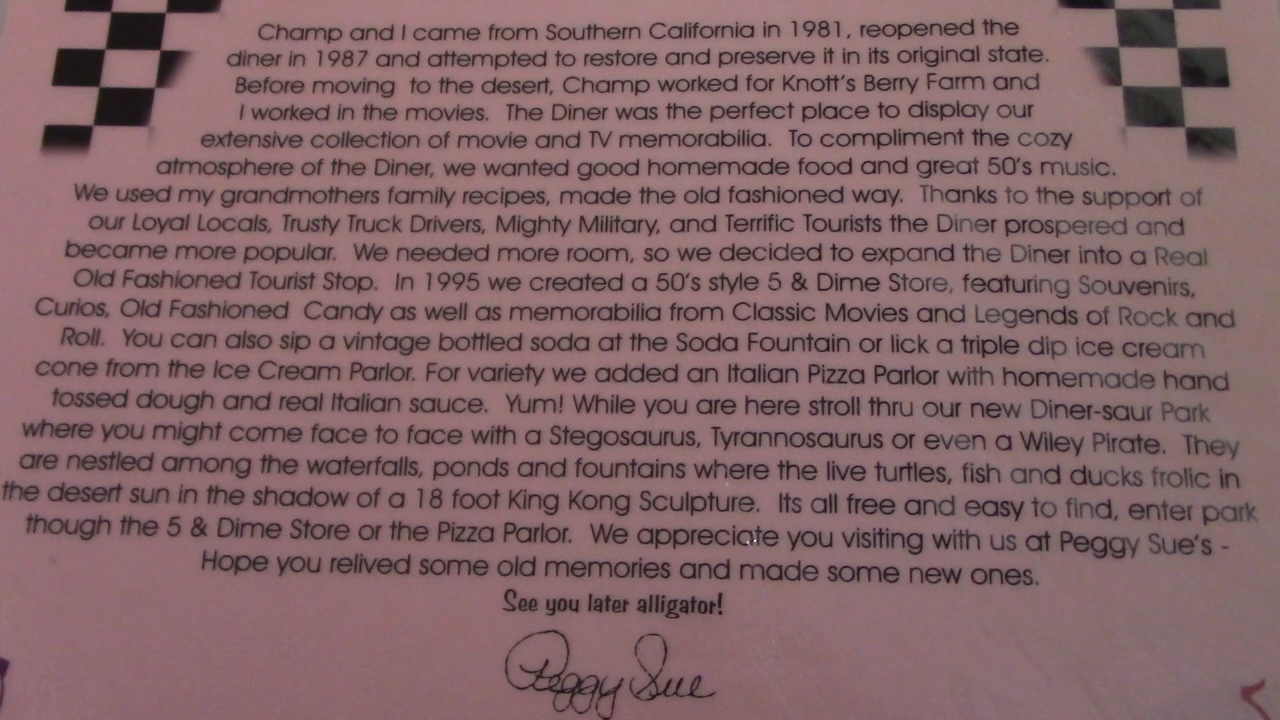 Champ and I came from Southern California in 1981, reopened the
diner in 1987 and attempted to restore and preserve it in its original state.
Before moving to the desert, Champ worked for Knott's Berry Farm and
I worked in the movies. The Diner was the perfect place to display our
extensive collection of movie and TV memorabilia. To compliment the cozy
atmosphere of the Diner, we wanted good homemade food and great 50's music.
We used my grandmothers family recipes, made the old fashioned way. Thanks to the support of
our Loyal Locals, Trusty Truck Drivers, Mighty Military, and Terrific Tourists the Diner prospered and
became more popular. We needed more room, so we decided to expand the Diner into a Real
Old Fashioned Tourist Stop. In 1995 we created a 50's style 5 & Dime Store, featuring Souvenirs,
Curios, Old Fashioned Candy as well as memorabilia from Classic Movies and Legends of Rock and
Roll. You can also sip a vintage bottled soda at the Soda Fountain or lick a triple dip ice cream
cone from the Ice Cream Parlor. For variety we added an Italian Pizza Parlor with homemade hand
tossed dough and real Italian sauce. Yum! While you are here stroll thru our new Diner-saur Park
where you might come face to face with a Stegosaurus, Tyrannosaurus or even a Wiley Pirate. They
are nestled among the waterfalls, ponds and fountains where the live turtles, fish and ducks frolic in
the desert sun in the shadow of a 18 foot King Kong Sculpture. Its all free and easy to find, enter park
though the 5 & Dime Store or the Pizza Parlor. We appreciate you visiting with us at Peggy Sue's -
Hope you relived some old memories and made some new ones.
See you later alligator!
Peggy Sue